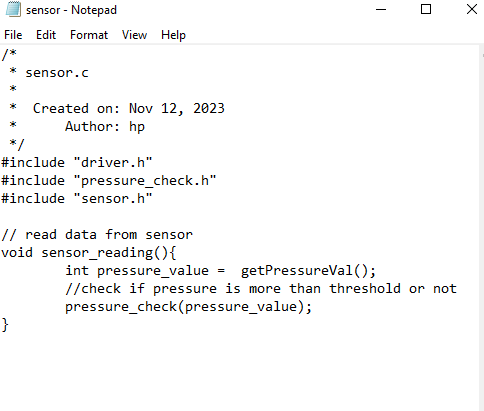 sensor - Notepad
File Edit Format View Help
/*
 * sensor.c
 *
 *  Created on: Nov 12, 2023
 *      Author: hp
 */
#include "driver.h"
#include "pressure_check.h"
#include "sensor.h"

// read data from sensor
void sensor_reading(){
        int pressure_value =  getPressureVal();
        //check if pressure is more than threshold or not
        pressure_check(pressure_value);
}